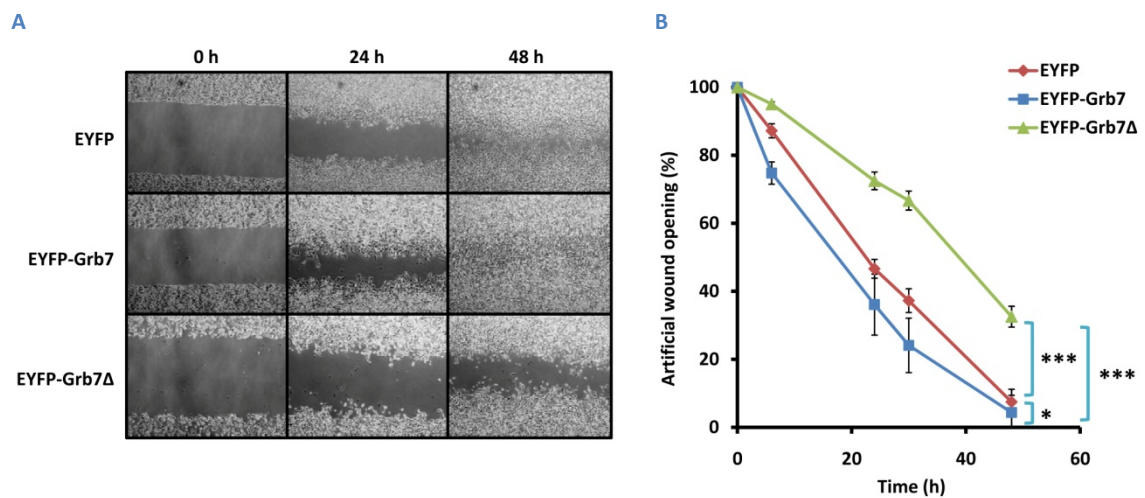 A
0 h 24 h 48 h
EYFP
EYFP-Grb7
EYFP-Grb7Δ
B
EYFP
EYFP-Grb7
EYFP-Grb7Δ
Artificial wound opening (%)
100
80
60
40
20
0
0 20 40 60
Time (h)
***
***
*